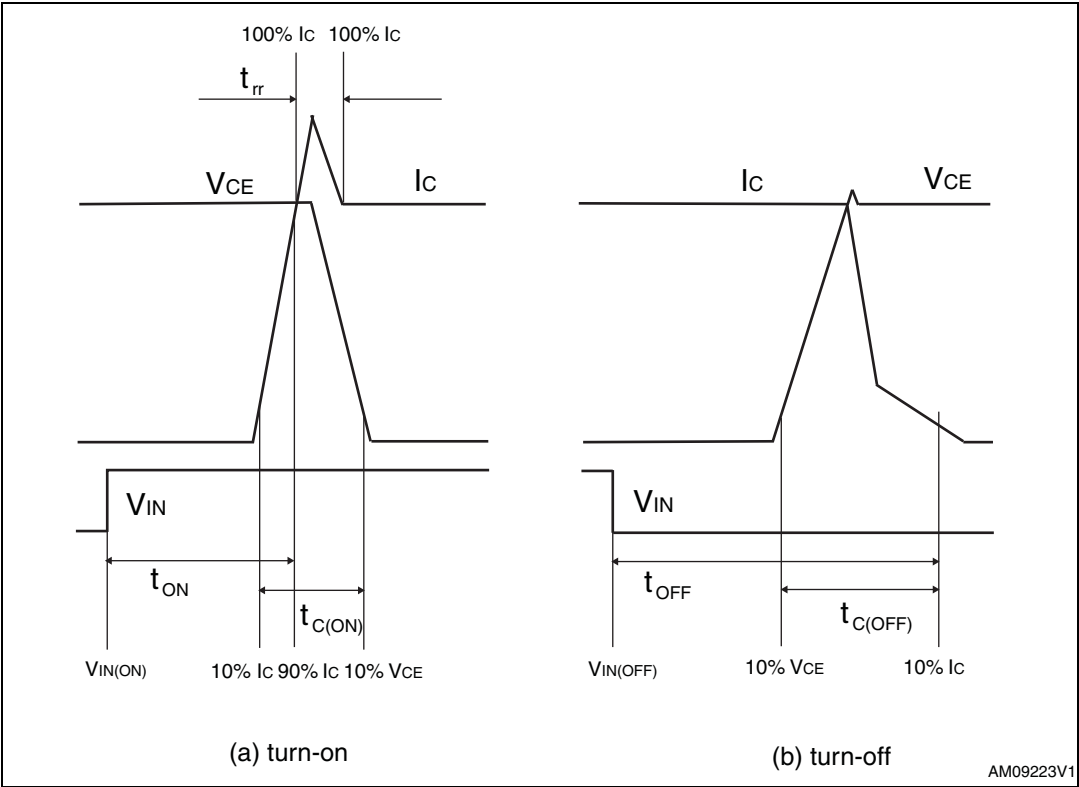 100% IC 100% IC
trr
VCE IC
IC VCE
VIN
VIN
tON
tC(ON)
tOFF
tC(OFF)
VIN(ON) 10% IC 90% IC 10% VCE
VIN(OFF) 10% VCE 10% IC
(a) turn-on
(b) turn-off
AM09223V1